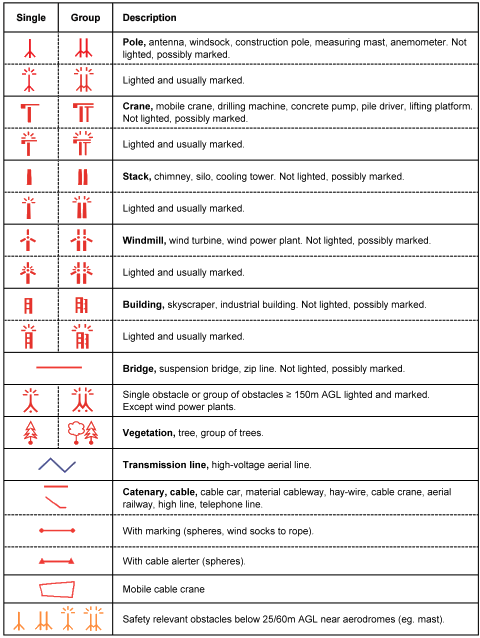 Single Group Description
Pole, antenna, windsock, construction pole, measuring mast, anemometer. Not
lighted, possibly marked.
Lighted and usually marked.
Crane, mobile crane, drilling machine, concrete pump, pile driver, lifting platform.
Not lighted, possibly marked.
Lighted and usually marked.
Stack, chimney, silo, cooling tower. Not lighted, possibly marked.
Lighted and usually marked.
Windmill, wind turbine, wind power plant. Not lighted, possibly marked.
Lighted and usually marked.
Building, skyscraper, industrial building. Not lighted, possibly marked.
Lighted and usually marked.
Bridge, suspension bridge, zip line. Not lighted, possibly marked.
Single obstacle or group of obstacles ≥ 150m AGL lighted and marked.
Except wind power plants.
Vegetation, tree, group of trees.
Transmission line, high-voltage aerial line.
Catenary, cable, cable car, material cableway, hay-wire, cable crane, aerial
railway, high line, telephone line.
With marking (spheres, wind socks to rope).
With cable alerter (spheres).
Mobile cable crane
Safety relevant obstacles below 25/60m AGL near aerodromes (eg. mast).